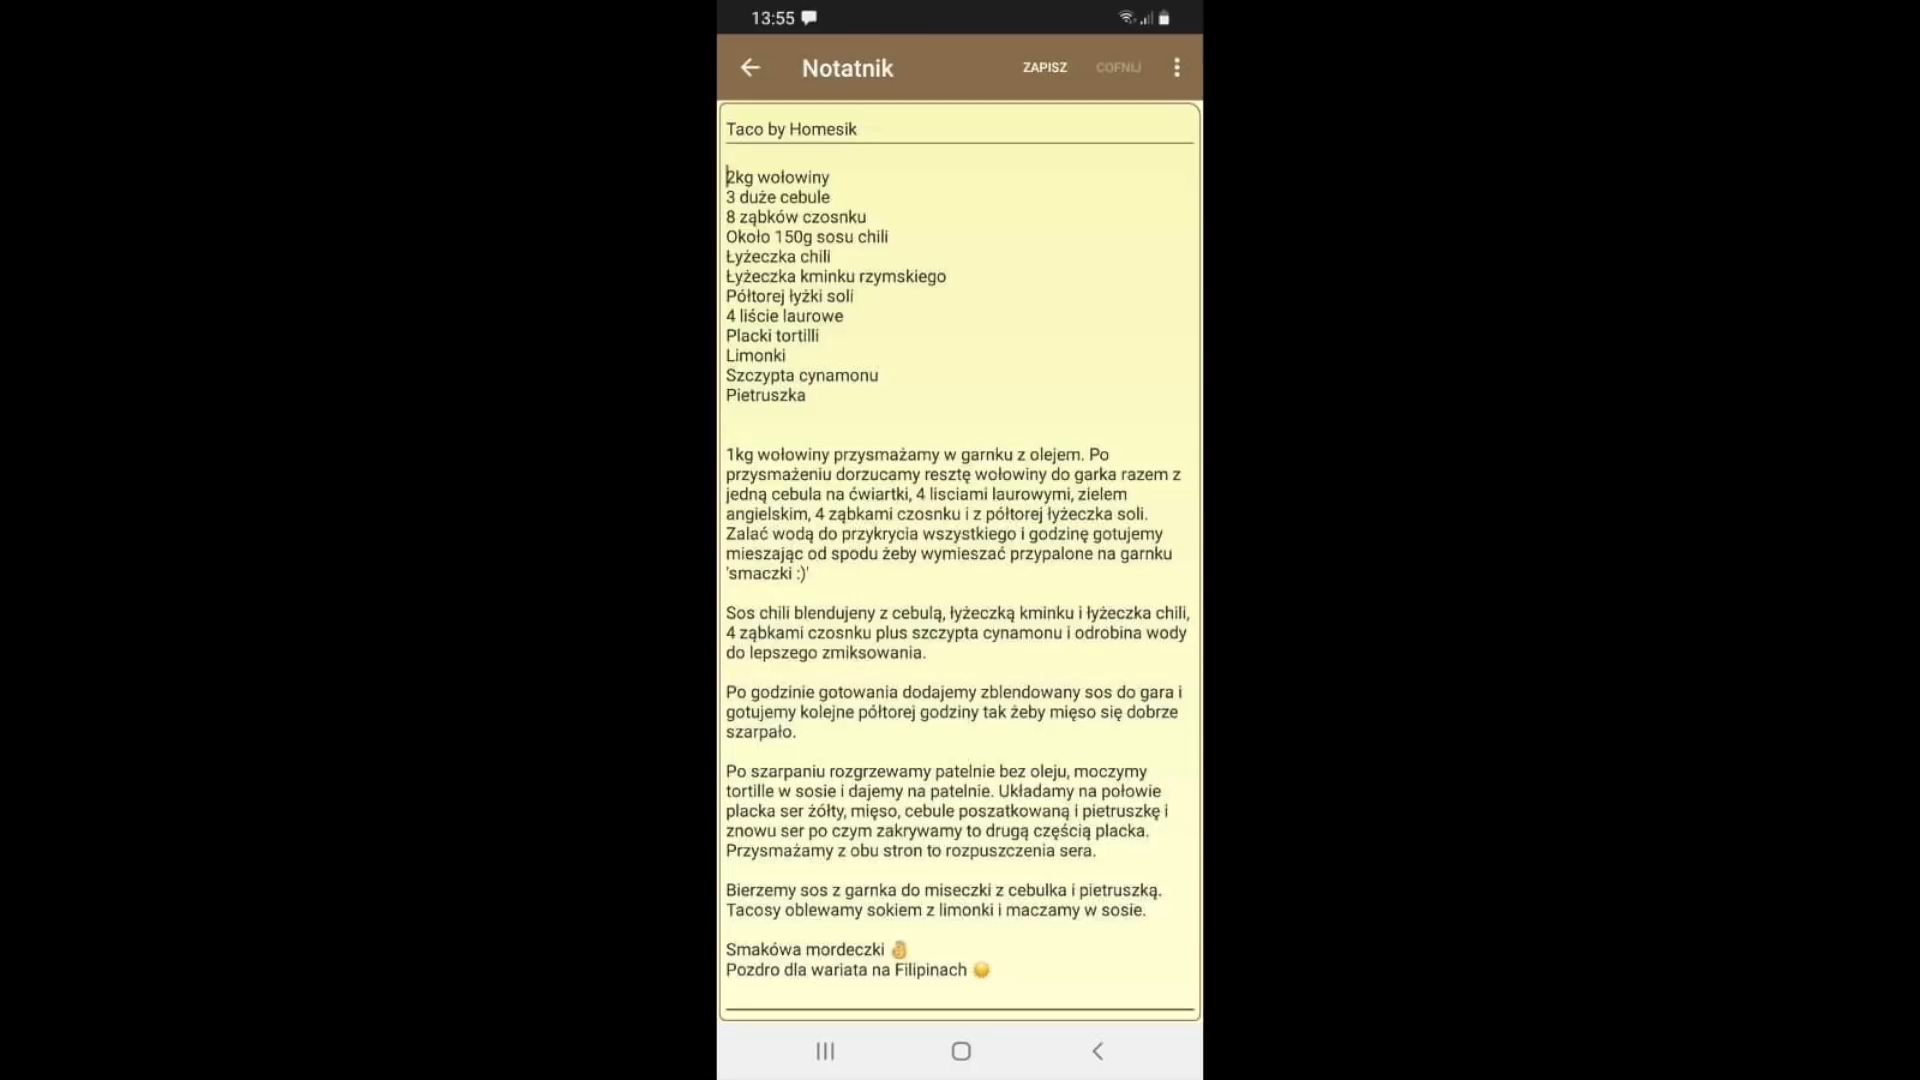 13:55
Notatnik
ZAPISZ
COFNIJ
Taco by Homesik
2kg wołowiny
3 duże cebule
8 ząbków czosnku
Około 150g sosu chili
Łyżeczka chili
Łyżeczka kminku rzymskiego
Półtorej łyżki soli
4 liście laurowe
Placki tortilli
Limonki
Szczypta cynamonu
Pietruszka
1kg wołowiny przysmażamy w garnku z olejem. Po
przysmażeniu dorzucamy resztę wołowiny do garka razem z
jedną cebula na ćwiartki, 4 lisciami laurowymi, zielem
angielskim, 4 ząbkami czosnku i z półtorej łyżeczka soli.
Zalać wodą do przykrycia wszystkiego i godzinę gotujemy
mieszając od spodu żeby wymieszać przypalone na garnku
'smaczki :)'
Sos chili blendujeny z cebulą, łyżeczką kminku i łyżeczka chili,
4 ząbkami czosnku plus szczypta cynamonu i odrobina wody
do lepszego zmiksowania.
Po godzinie gotowania dodajemy zblendowany sos do gara i
gotujemy kolejne półtorej godziny tak żeby mięso się dobrze
szarpało.
Po szarpaniu rozgrzewamy patelnie bez oleju, moczymy
tortille w sosie i dajemy na patelnie. Układamy na połowie
placka ser żółty, mięso, cebule poszatkowaną i pietruszkę i
znowu ser po czym zakrywamy to drugą częścią placka.
Przysmażamy z obu stron to rozpuszczenia sera.
Bierzemy sos z garnka do miseczki z cebulka i pietruszką.
Tacosy oblewamy sokiem z limonki i maczamy w sosie.
Smakówa mordeczki 👌
Pozdro dla wariata na Filipinach 🌞